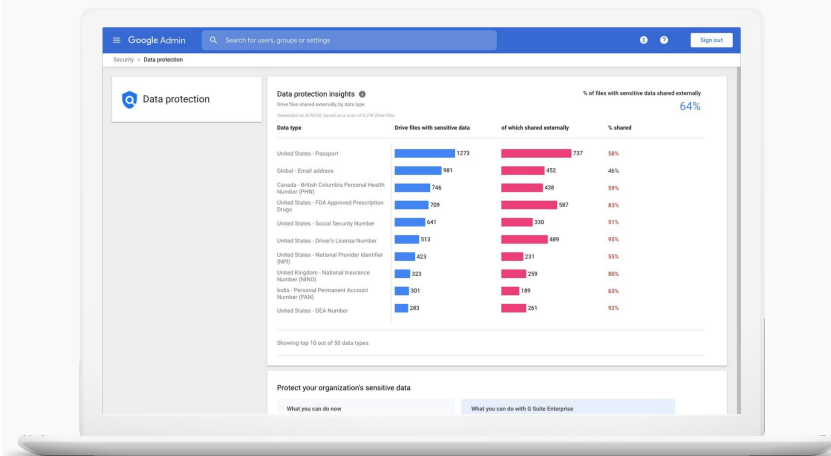 Google Admin
Search for users, groups or settings
Sign out
Security > Data protection
Data protection
Data protection insights
Drive files shared externally, by data type
% of files with sensitive data shared externally
64%
Data type Drive files with sensitive data of which shared externally % shared
United States - Passport 1273 737 58%
Global - Email address 981 452 46%
Canada - British Columbia Personal Health
Number (PHN) 746 438 59%
United States - FDA Approved Prescription
Drugs 709 587 83%
United States - Social Security Number 641 330 51%
United States - Driver's License Number 513 489 95%
United States - National Provider Identifier
(NPI) 423 231 55%
United Kingdom - National Insurance
Number (NINO) 323 259 80%
India - Personal Permanent Account
Number (PAN) 301 189 63%
United States - DEA Number 283 261 92%
Showing top 10 out of 50 data types.
Protect your organization's sensitive data
What you can do now
What you can do with G Suite Enterprise